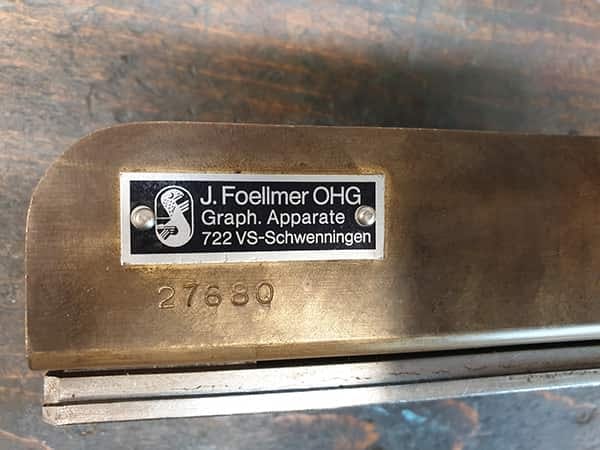 J. Foellmer OHG
Graph. Apparate
722 VS-Schwenningen
27680